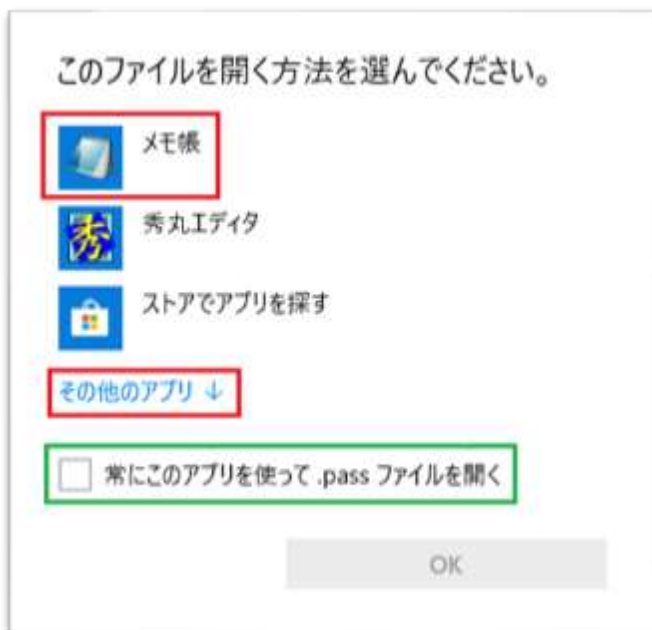 このファイルを開く方法を選んでください。
メモ帳
秀
秀丸エディタ
ストアでアプリを探す
その他のアプリ ↓
常にこのアプリを使って .pass ファイルを開く
OK